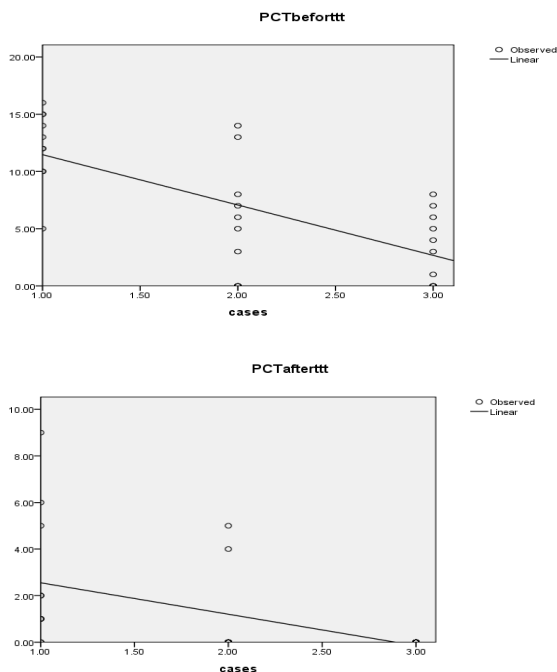 PCTbeforttt
Observed
Linear
20.00
15.00
10.00
5.00
0.00
1.00 1.50 2.00 2.50 3.00
cases
PCTafterttt
Observed
Linear
10.00
8.00
6.00
4.00
2.00
0.00
1.00 1.50 2.00 2.50 3.00
cases